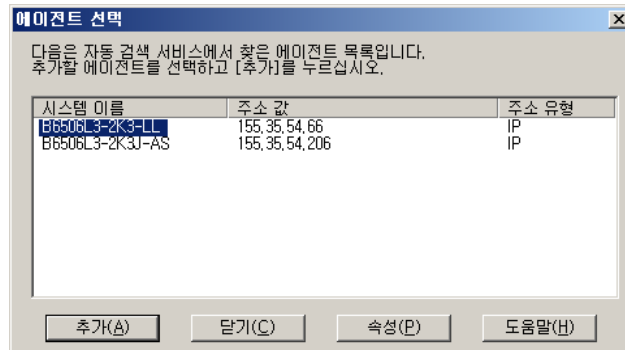 에이전트 선택
다음은 자동 검색 서비스에서 찾은 에이전트 목록입니다.
추가할 에이전트를 선택하고 [추가]를 누르십시오.
시스템 이름 주소 값 주소 유형
B6506L3-2K3-LL 155.35.54.66 IP
B6506L3-2K3J-AS 155.35.54.206 IP
추가(A) 닫기(C) 속성(P) 도움말(H)